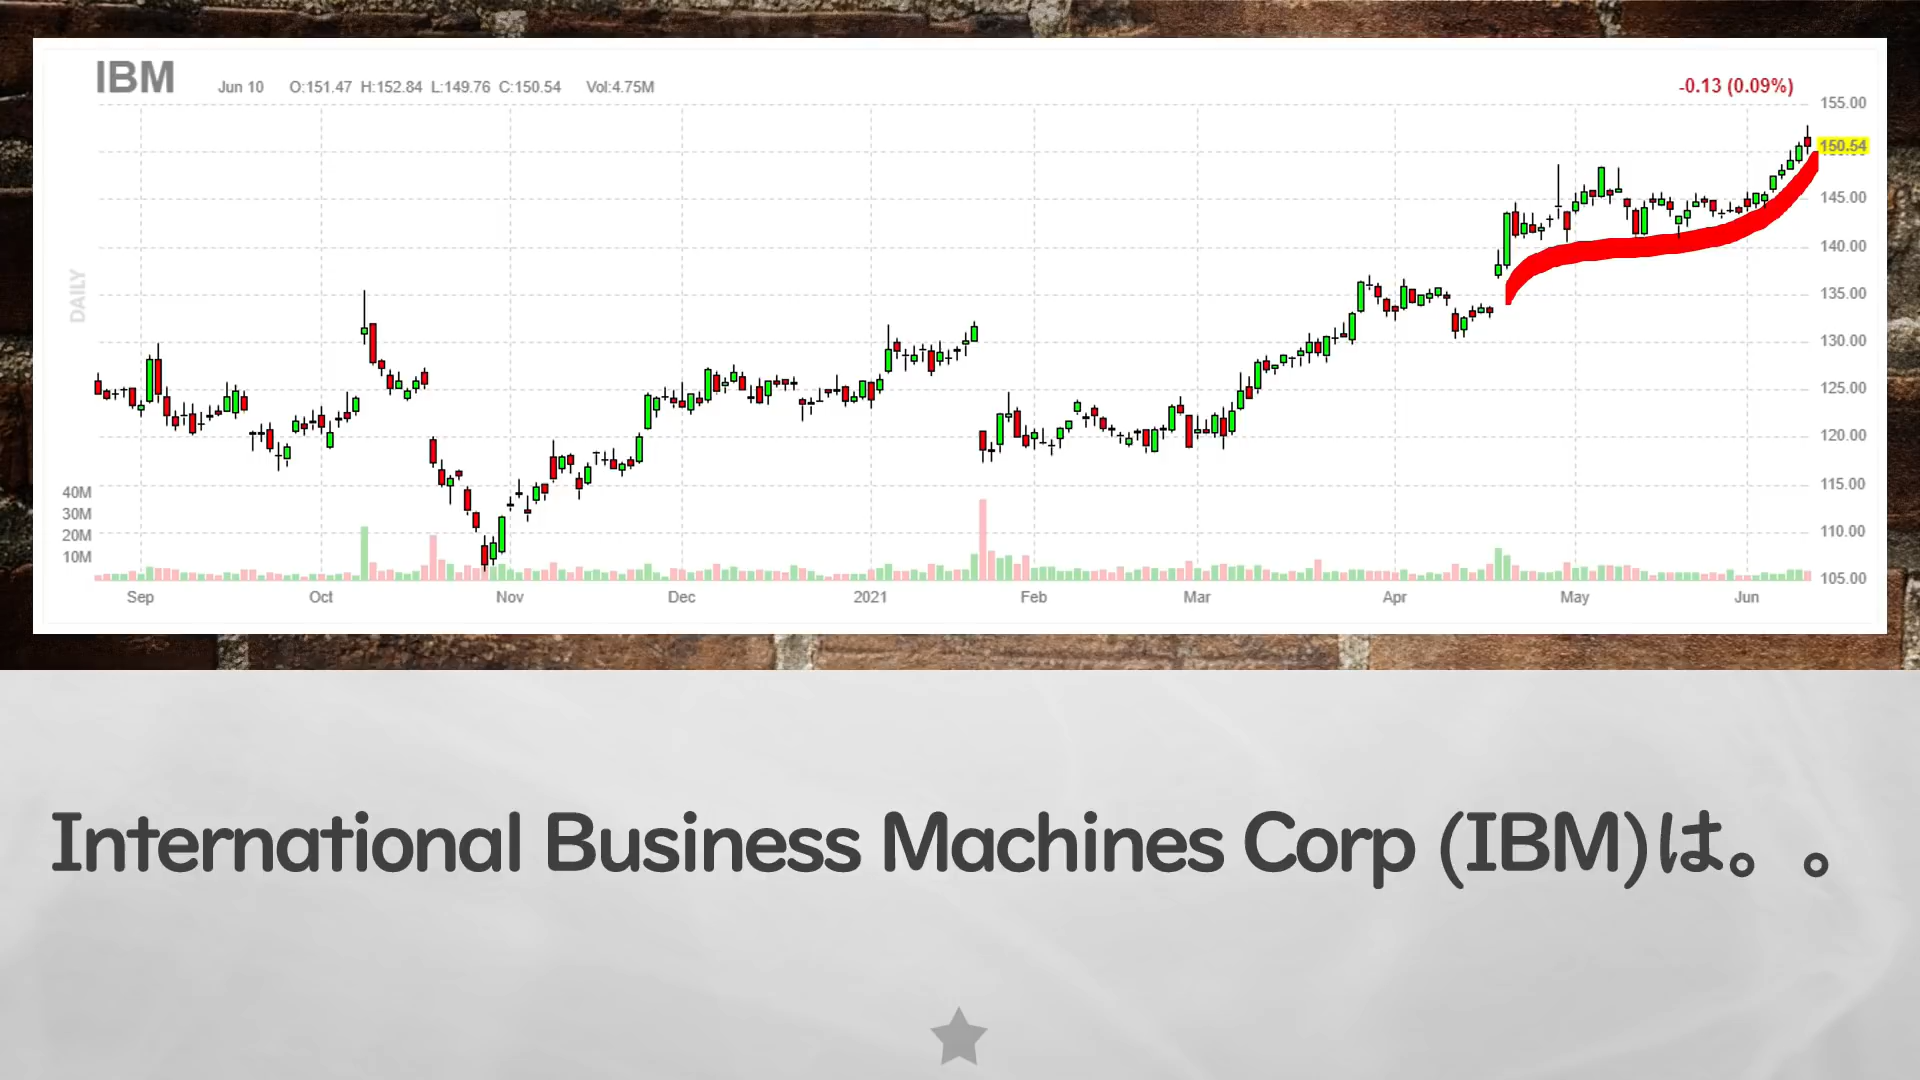 IBM Jun 10 O:151.47 H:152.84 L:149.76 C:150.54 Vol:4.75M -0.13 (0.09%)
155.00
150.54
145.00
140.00
135.00
130.00
125.00
120.00
115.00
110.00
105.00
DAILY
40M
30M
20M
10M
Sep Oct Nov Dec 2021 Feb Mar Apr May Jun
International Business Machines Corp (IBM)は。。